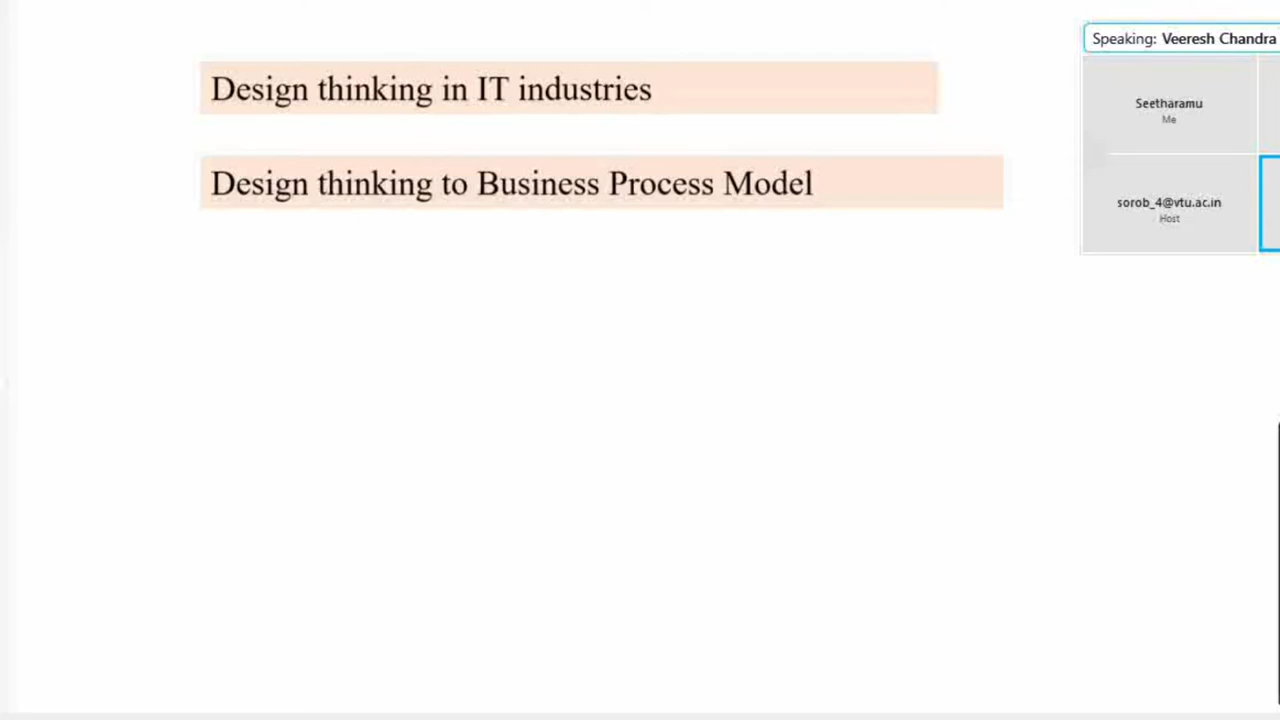 Design thinking in IT industries
Design thinking to Business Process Model
Speaking: Veeresh Chandra
Seetharamu
Me
sorob_4@vtu.ac.in
Host